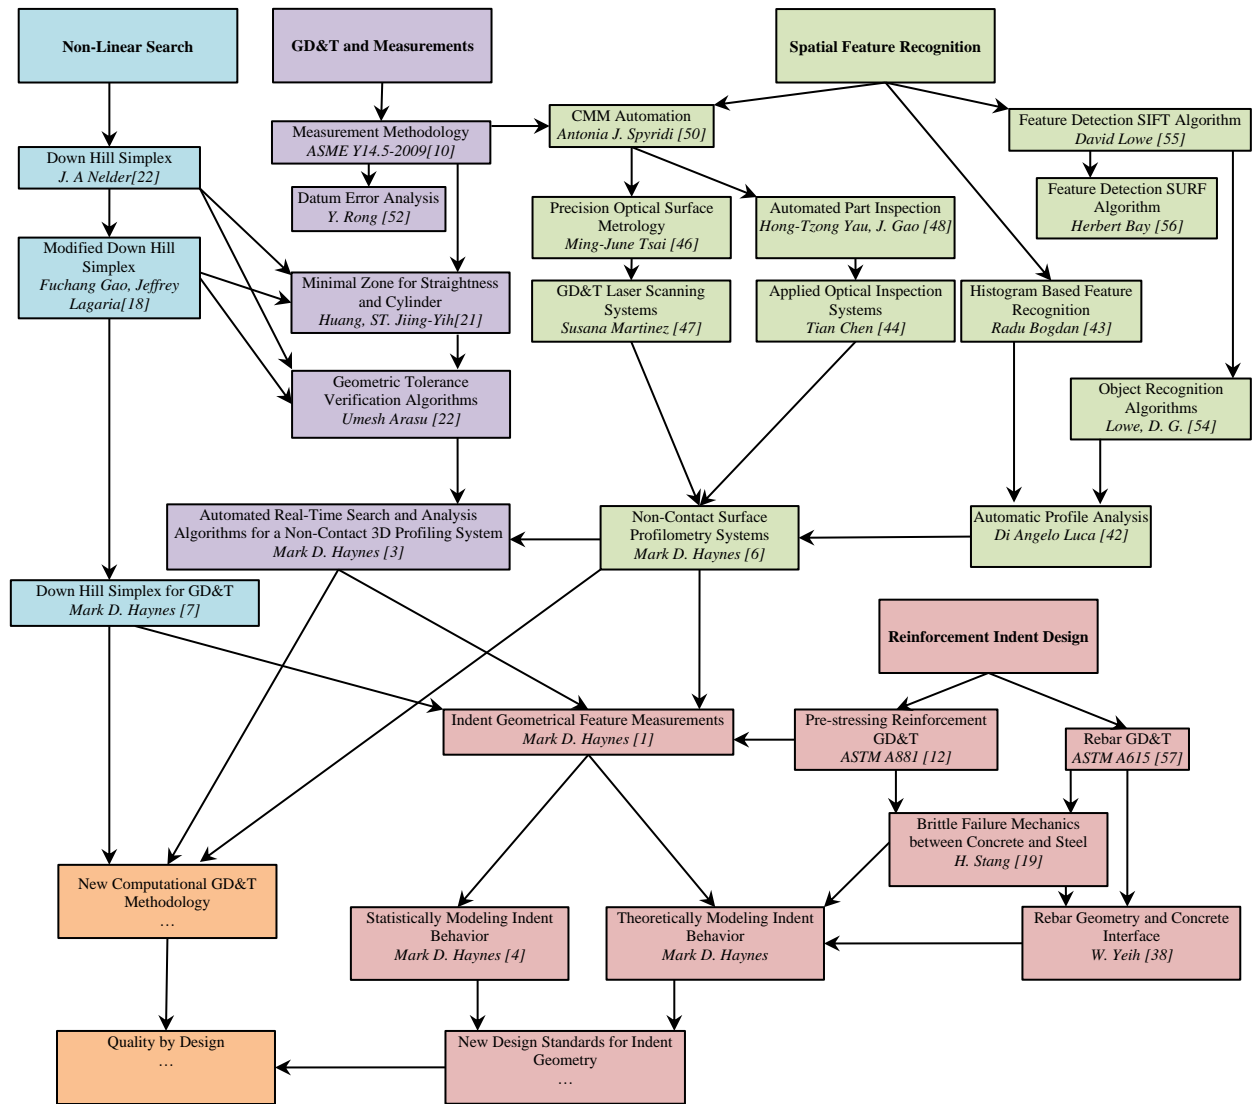 Non-Linear Search
GD&T and Measurements
Spatial Feature Recognition
CMM Automation
Antonia J. Spyridi [50]
Feature Detection SIFT Algorithm
David Lowe [55]
Measurement Methodology
ASME Y14.5-2009[10]
Down Hill Simplex
J. A Nelder[22]
Datum Error Analysis
Y. Rong [52]
Precision Optical Surface
Metrology
Ming-June Tsai [46]
Automated Part Inspection
Hong-Tzong Yau, J. Gao [48]
Feature Detection SURF
Algorithm
Herbert Bay [56]
Modified Down Hill
Simplex
Fuchang Gao, Jeffrey
Lagaria[18]
Minimal Zone for Straightness
and Cylinder
Huang, ST. Jiing-Yih[21]
GD&T Laser Scanning
Systems
Susana Martinez [47]
Applied Optical Inspection
Systems
Tian Chen [44]
Histogram Based Feature
Recognition
Radu Bogdan [43]
Geometric Tolerance
Verification Algorithms
Umesh Arasu [22]
Object Recognition
Algorithms
Lowe, D. G. [54]
Automated Real-Time Search and Analysis
Algorithms for a Non-Contact 3D Profiling System
Mark D. Haynes [3]
Non-Contact Surface
Profilometry Systems
Mark D. Haynes [6]
Automatic Profile Analysis
Di Angelo Luca [42]
Down Hill Simplex for GD&T
Mark D. Haynes [7]
Reinforcement Indent Design
Indent Geometrical Feature Measurements
Mark D. Haynes [1]
Pre-stressing Reinforcement
GD&T
ASTM A881 [12]
Rebar GD&T
ASTM A615 [57]
Brittle Failure Mechanics
between Concrete and Steel
H. Stang [19]
New Computational GD&T
Methodology
…
Statistically Modeling Indent
Behavior
Mark D. Haynes [4]
Theoretically Modeling Indent
Behavior
Mark D. Haynes
Rebar Geometry and Concrete
Interface
W. Yeih [38]
Quality by Design
…
New Design Standards for Indent
Geometry
…